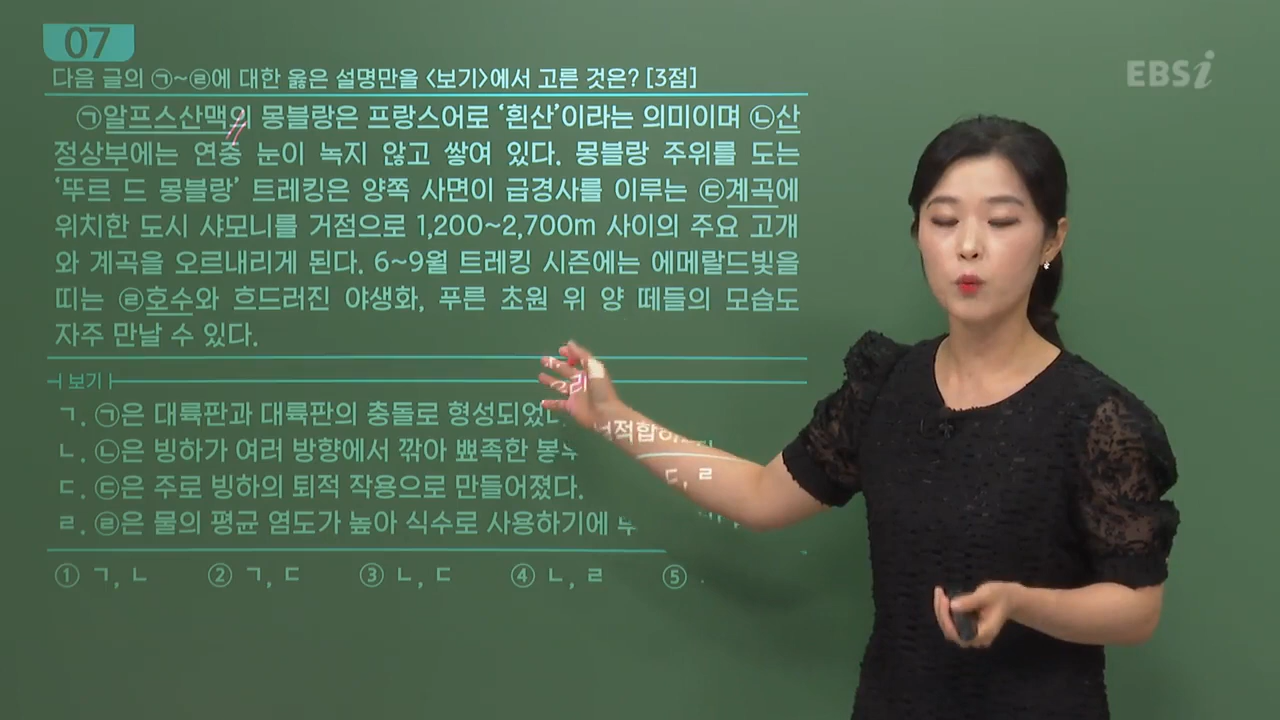 07
EBSi
다음 글의 ㉠~㉣에 대한 옳은 설명만을 <보기>에서 고른 것은? [3점]
㉠알프스산맥의 몽블랑은 프랑스어로 ‘흰산’이라는 의미이며 ㉡산
정상부에는 연중 눈이 녹지 않고 쌓여 있다. 몽블랑 주위를 도는
‘뚜르 드 몽블랑’ 트레킹은 양쪽 사면이 급경사를 이루는 ㉢계곡에
위치한 도시 샤모니를 거점으로 1,200~2,700m 사이의 주요 고개
와 계곡을 오르내리게 된다. 6~9월 트레킹 시즌에는 에메랄드빛을
띠는 ㉣호수와 흐드러진 야생화, 푸른 초원 위 양 떼들의 모습도
자주 만날 수 있다.
보기
ㄱ. ㉠은 대륙판과 대륙판의 충돌로 형성되었다.
ㄴ. ㉡은 빙하가 여러 방향에서 깎아 뾰족한
ㄷ. ㉢은 주로 빙하의 퇴적 작용으로 만들어졌다.
ㄹ. ㉣은 물의 평균 염도가 높아 식수로 사용하기에
① ㄱ, ㄴ ② ㄱ, ㄷ ③ ㄴ, ㄷ ④ ㄴ, ㄹ ⑤ ㄷ, ㄹ